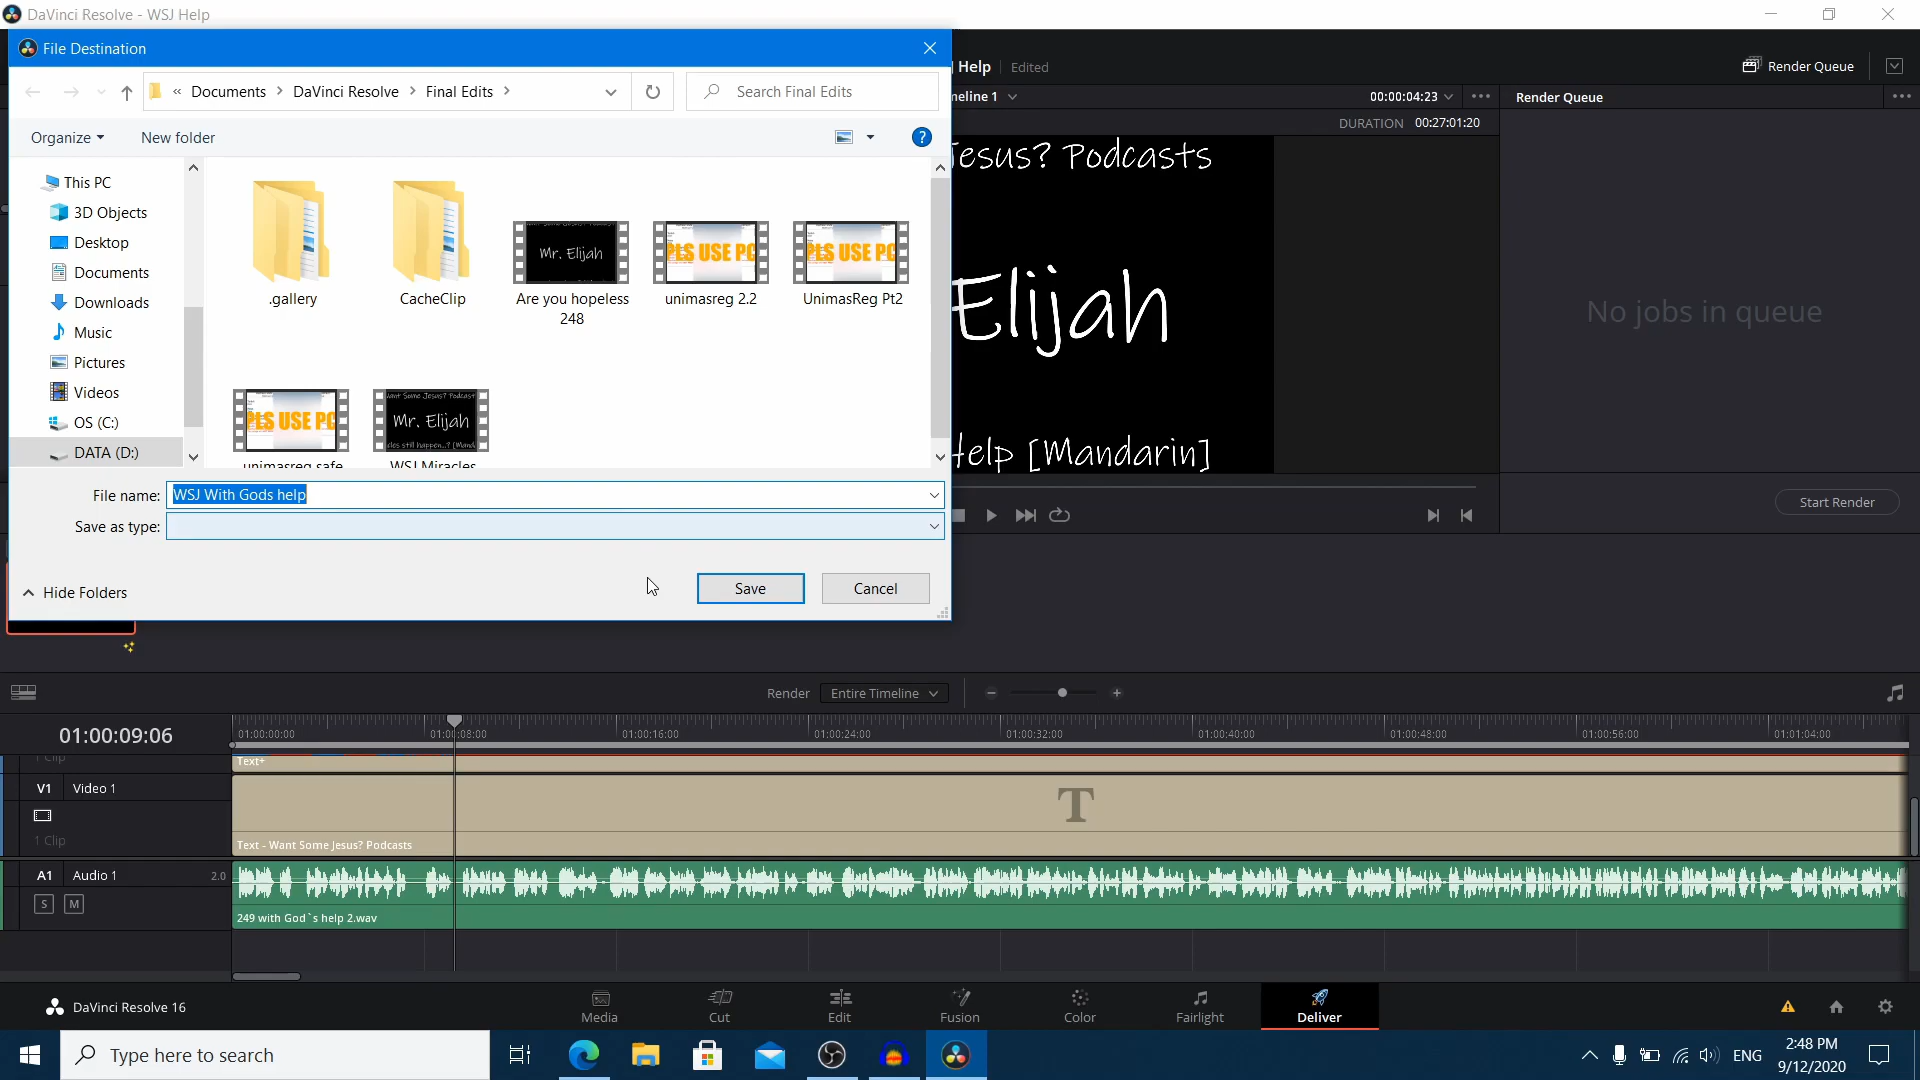 DaVinci Resolve - WSJ Help
File Destination
Help
Edited
Render Queue
« Documents > DaVinci Resolve > Final Edits >
Search Final Edits
meline 1
00:00:04:23
Render Queue
Organize
New folder
DURATION 00:27:01:20
This PC
3D Objects
Desktop
Documents
Downloads
Music
Pictures
Videos
OS (C:)
DATA (D:)
Mr. Elijah
PLS USE PC
PLS USE PC
.gallery
CacheClip
Are you hopeless
248
unimasreg 2.2
UnimasReg Pt2
PLS USE PC
Want Some Jesus? Podcast
Mr. Elijah
cles still happen...? [Mand
unimasreg safe
WSJ Miracles
Jesus? Podcasts
Elijah
Help [Mandarin]
No jobs in queue
File name: WSJ With Gods help
Save as type:
Start Render
Hide Folders
Save
Cancel
Render
Entire Timeline
01:00:09:06
01:00:00:00
01:00:08:00
01:00:16:00
01:00:24:00
01:00:32:00
01:00:40:00
01:00:48:00
01:00:56:00
01:01:04:00
1 Clip
Text+
V1 Video 1
T
1 Clip
Text - Want Some Jesus? Podcasts
A1 Audio 1 2.0
S M
249 with God`s help 2.wav
DaVinci Resolve 16
Media
Cut
Edit
Fusion
Color
Fairlight
Deliver
Type here to search
ENG
2:48 PM
9/12/2020